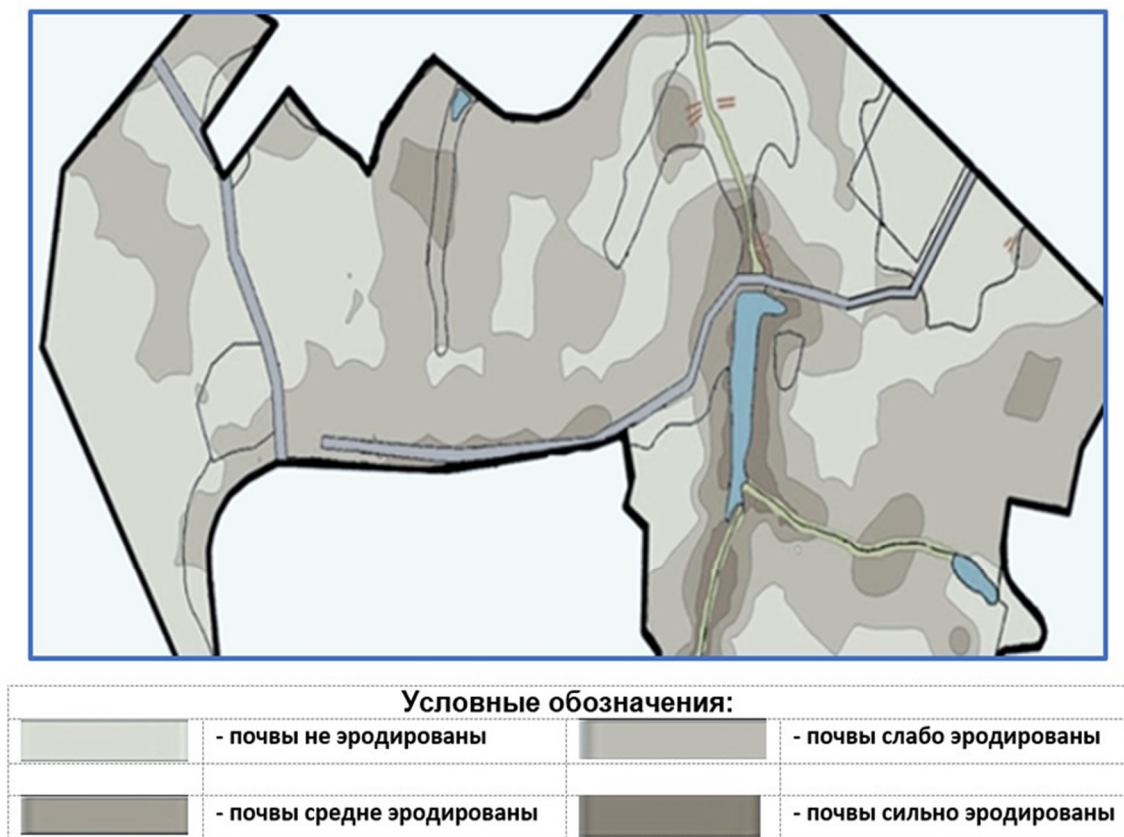 Условные обозначения:
- почвы не эродированы
- почвы слабо эродированы
- почвы средне эродированы
- почвы сильно эродированы